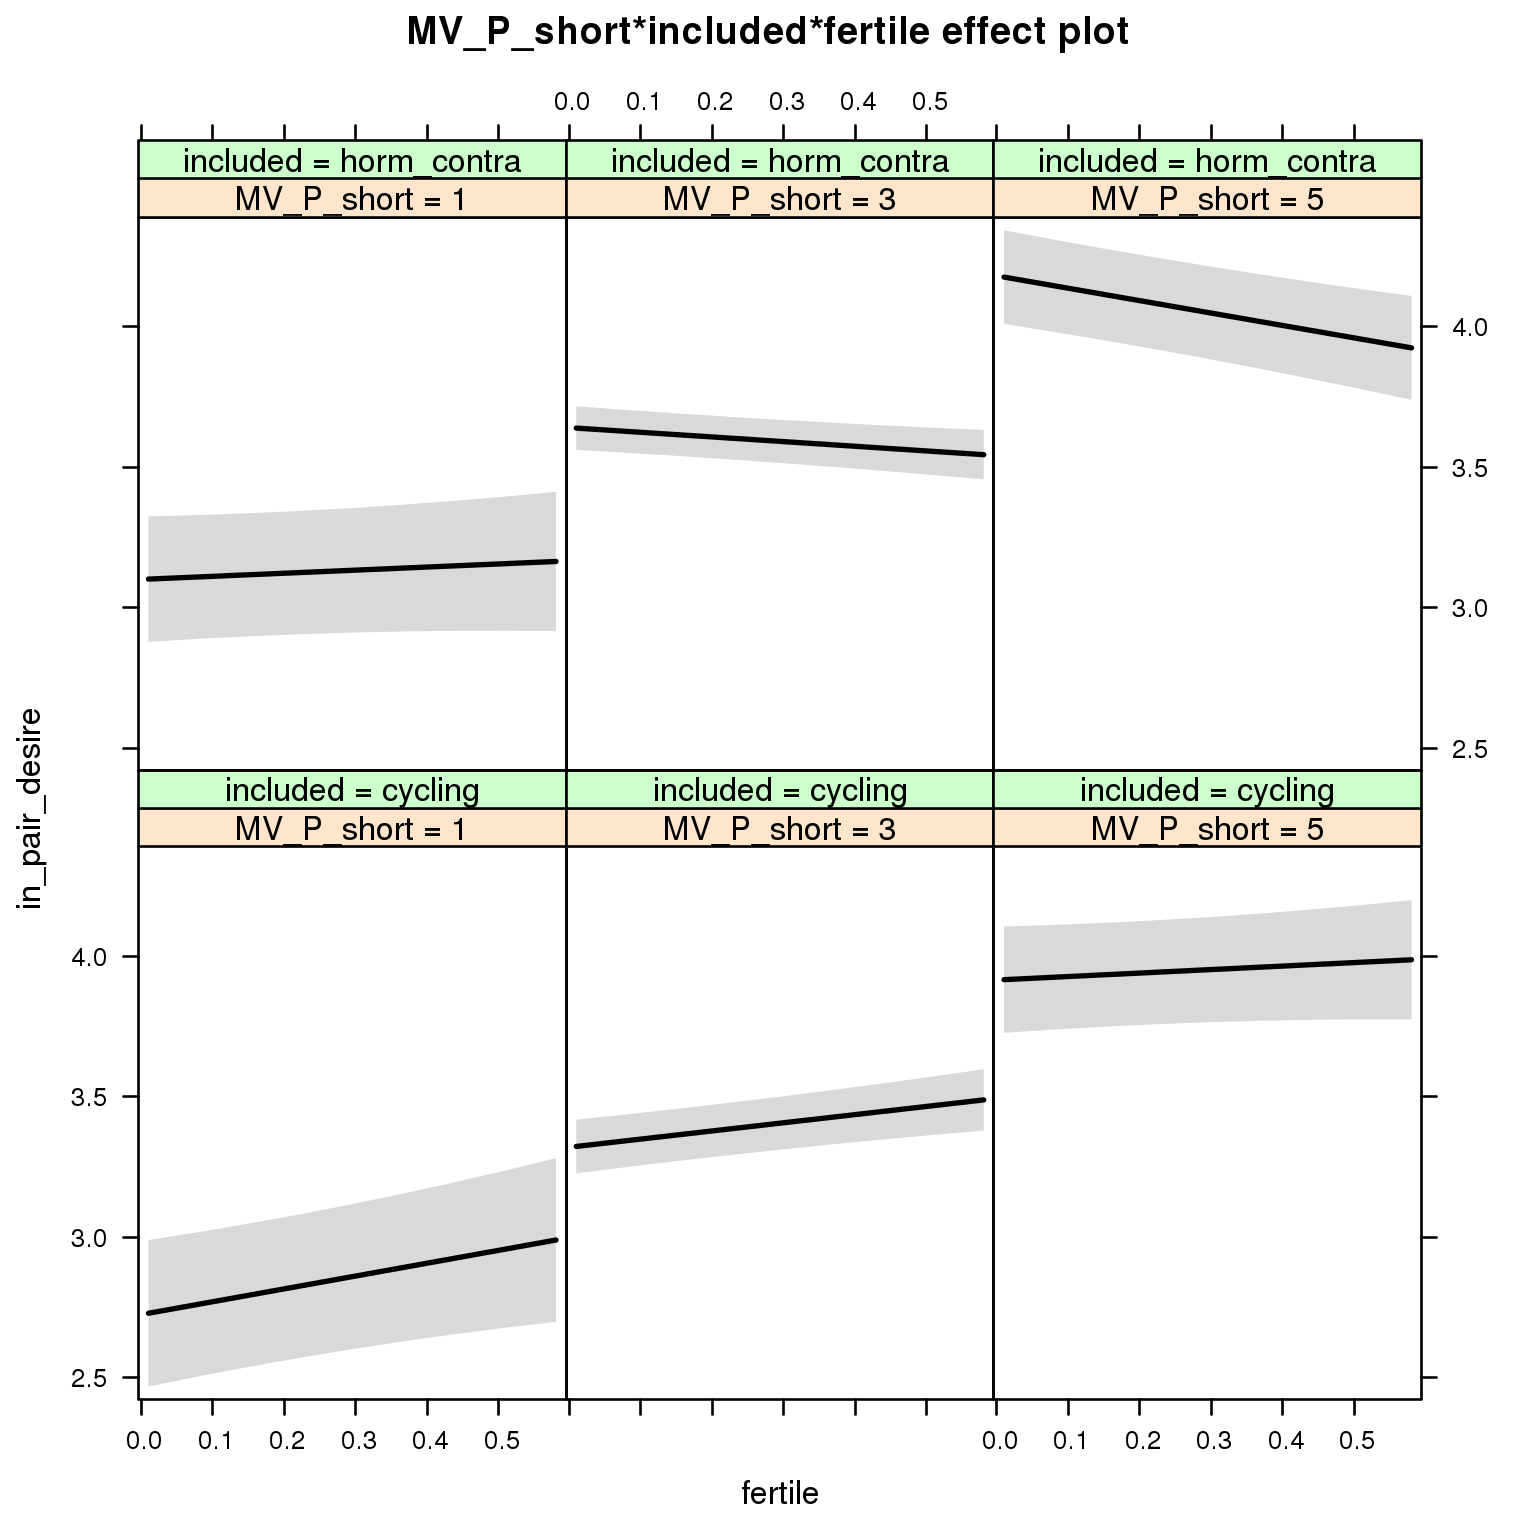 MV_P_short*included*fertile effect plot
0.0 0.1 0.2 0.3 0.4 0.5
included = horm_contra included = horm_contra included = horm_contra
MV_P_short = 1 MV_P_short = 3 MV_P_short = 5
4.0
3.5
3.0
2.5
in_pair_desire
included = cycling included = cycling included = cycling
MV_P_short = 1 MV_P_short = 3 MV_P_short = 5
4.0
3.5
3.0
2.5
0.0 0.1 0.2 0.3 0.4 0.5 0.0 0.1 0.2 0.3 0.4 0.5
fertile